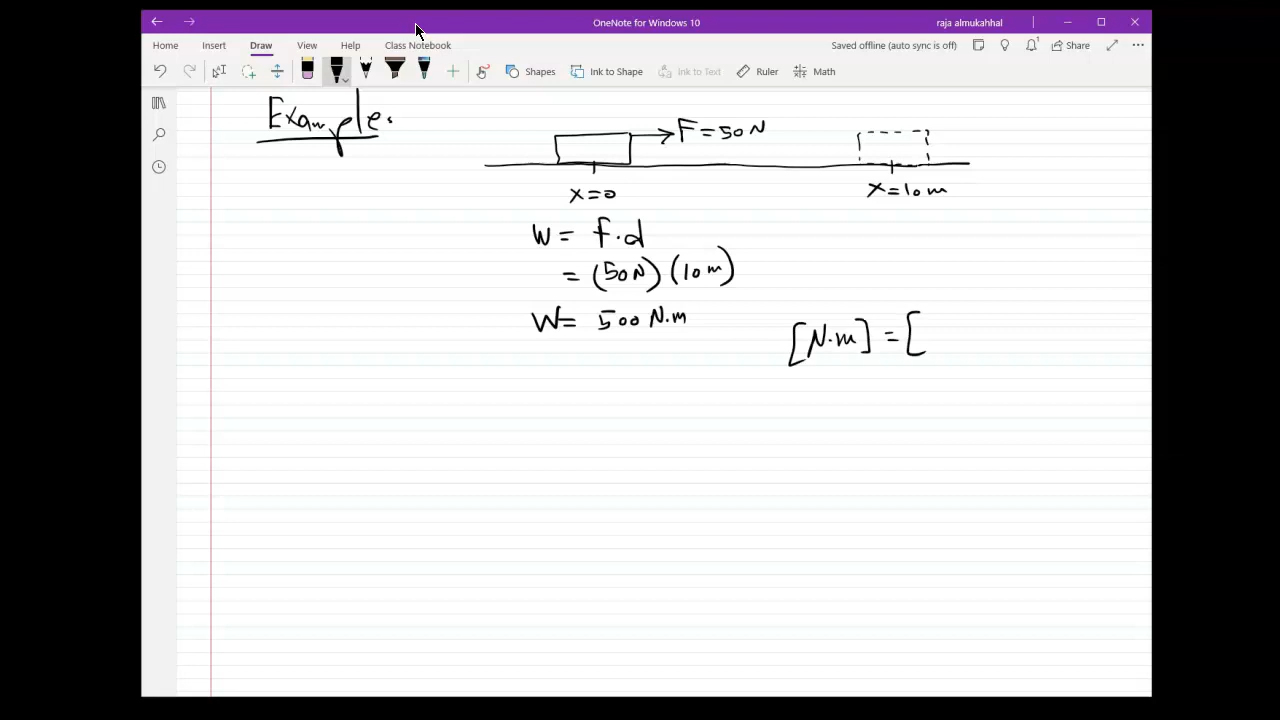 OneNote for Windows 10
raja almukahhal
Home Insert Draw View Help Class Notebook
Saved offline (auto sync is off)
Share
Shapes Ink to Shape Ink to Text Ruler Math
Example.
F = 50 N
x=0
x=10 m
W = f.d
= (50N) (10 m)
W= 500 N.m
[N.m] = [